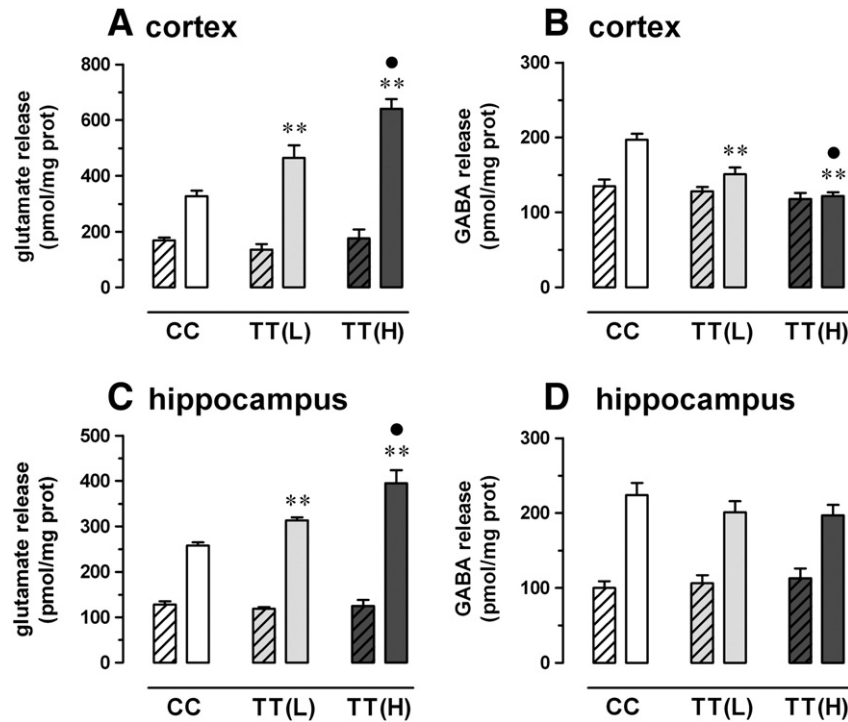 A cortex
glutamate release
(pmol/mg prot)
800
600
400
200
0
**
● **
CC TT(L) TT(H)
B cortex
GABA release
(pmol/mg prot)
300
200
100
0
**
● **
CC TT(L) TT(H)
C hippocampus
glutamate release
(pmol/mg prot)
500
400
300
200
100
0
**
● **
CC TT(L) TT(H)
D hippocampus
GABA release
(pmol/mg prot)
300
200
100
0
CC TT(L) TT(H)